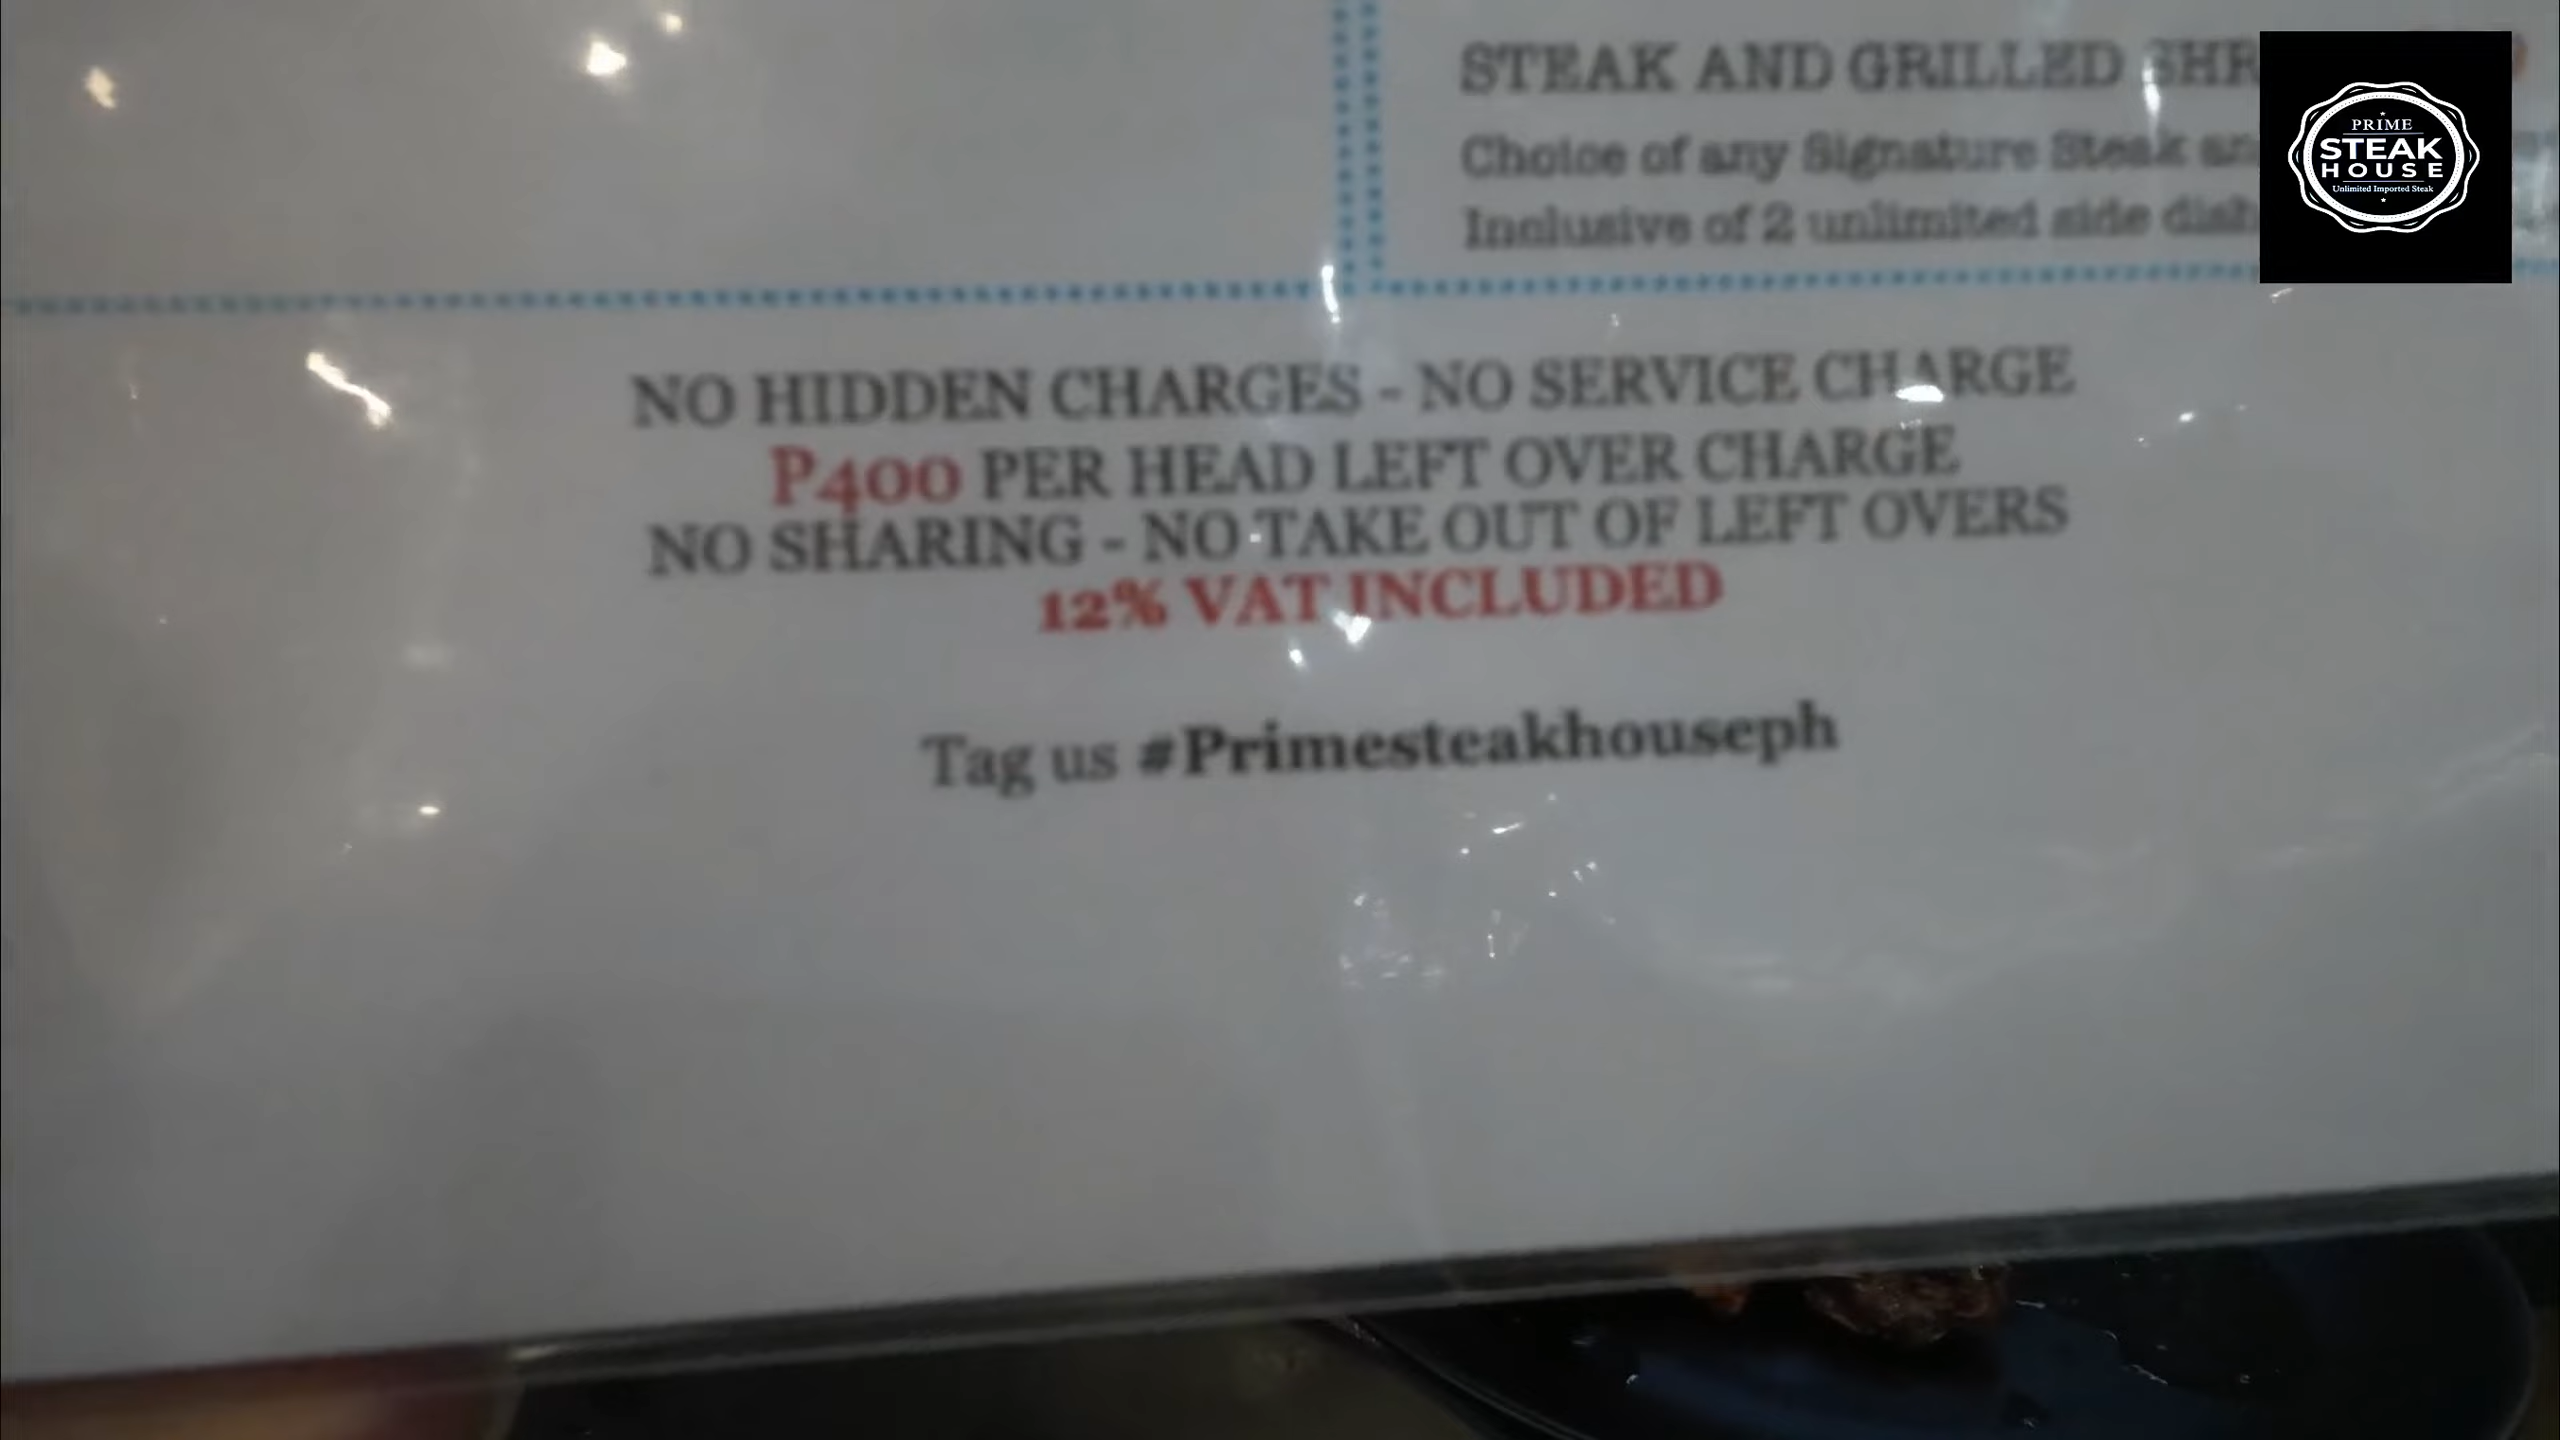 STEAK AND GRILLED
Choice of any Signature Steak
Inclusive of 2 unlimited side
PRIME
STEAK
HOUSE
Unlimited Imported Steak
NO HIDDEN CHARGES - NO SERVICE CHARGE
P400 PER HEAD LEFT OVER CHARGE
NO SHARING - NO TAKE OUT OF LEFT OVERS
12% VAT INCLUDED
Tag us #Primesteakhouseph